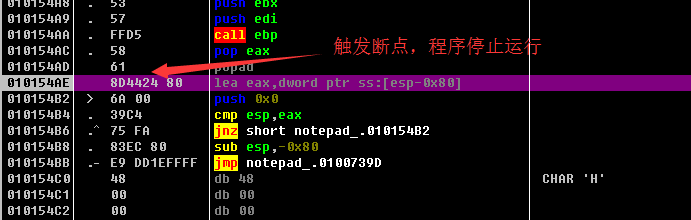 010154A8 . 53 push ebx
010154A9 . 57 push edi
010154AA . FFD5 call ebp
010154AC . 58 pop eax
010154AD . 61 popad
010154AE 8D4424 80 lea eax,dword ptr ss:[esp-0x80]
010154B2 > 6A 00 push 0x0
010154B4 . 39C4 cmp esp,eax
010154B6 .^ 75 FA jnz short notepad_.010154B2
010154B8 . 83EC 80 sub esp,-0x80
010154BB .- E9 DD1EFFFF jmp notepad_.0100739D
010154C0 48 db 48 CHAR 'H'
010154C1 00 db 00
010154C2 00 db 00
触发断点，程序停止运行